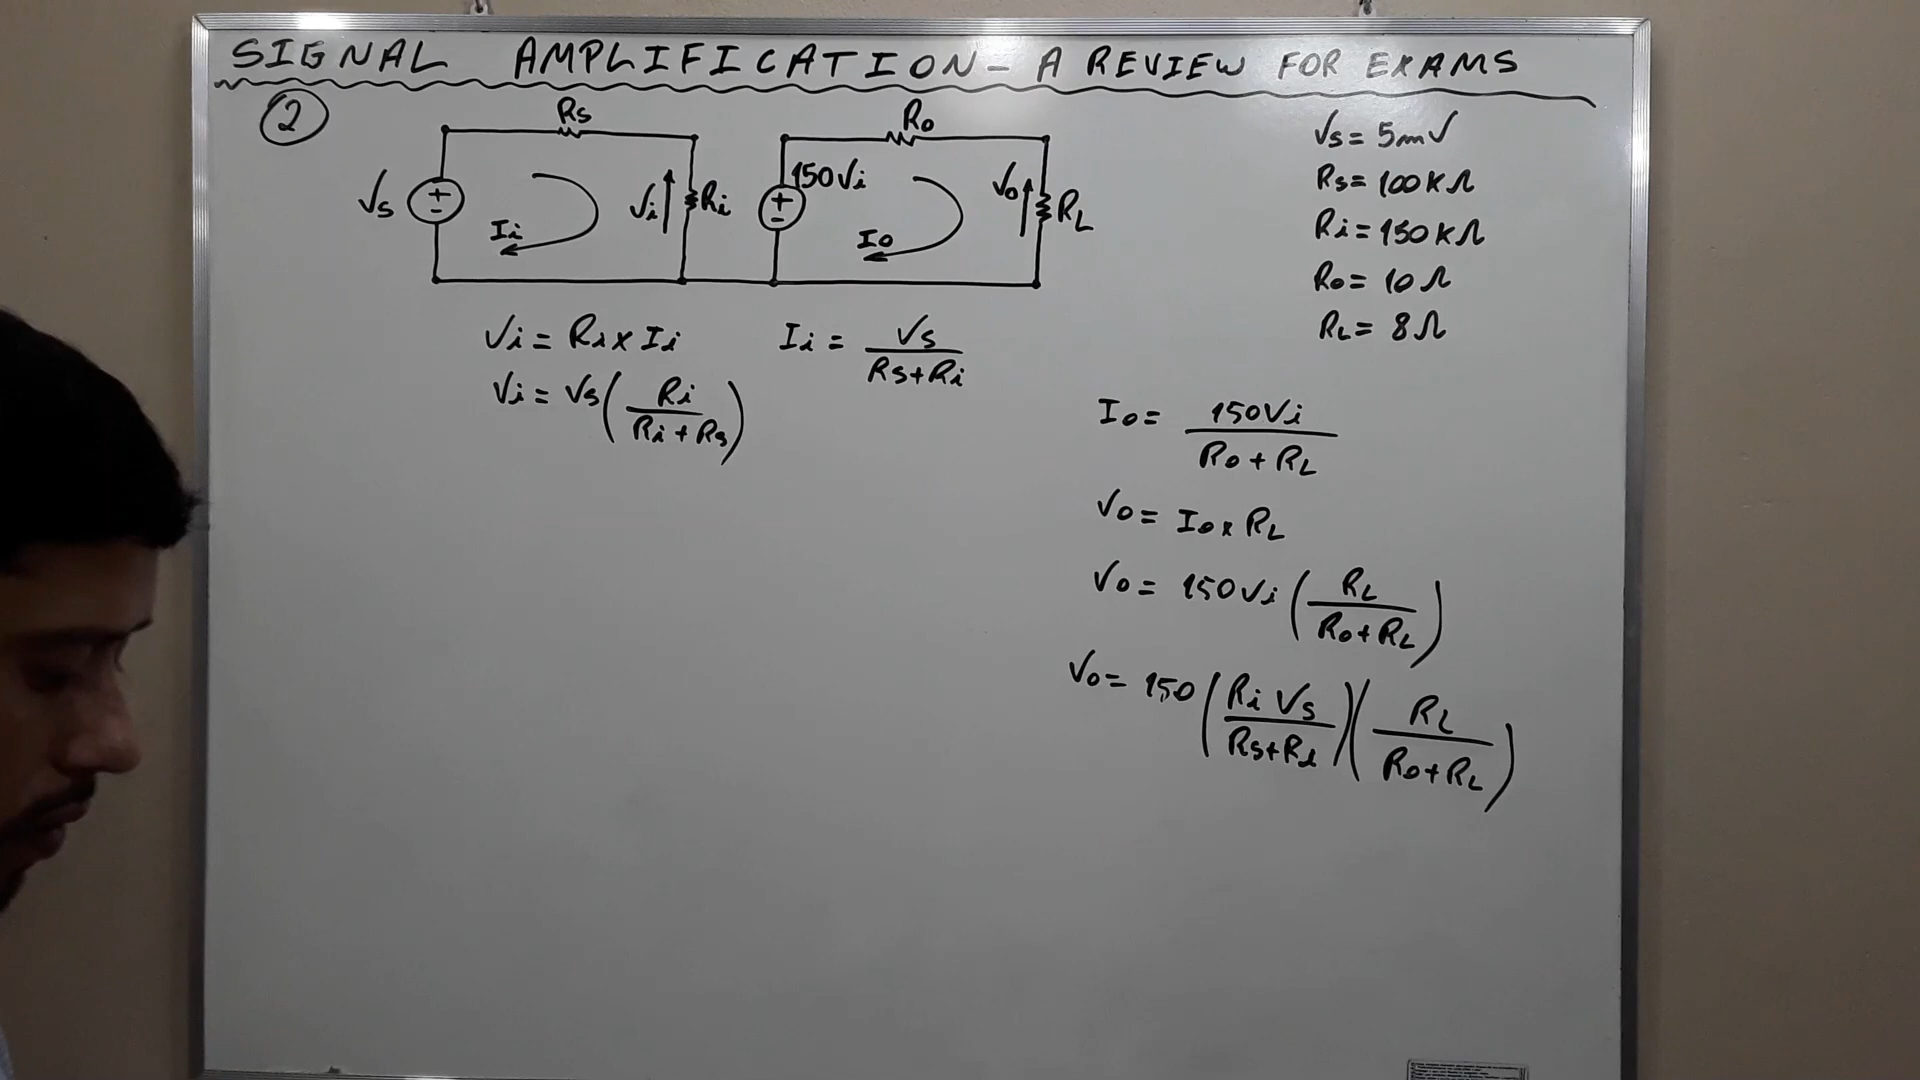 SIGNAL AMPLIFICATION - A REVIEW FOR EXAMS
2
Rs
Ro
Vs
+
-
Ii
Vi
Ri
150Vi
+
-
Io
Vo
RL
Vs = 5mV
Rs = 100KΩ
Ri = 150KΩ
Ro = 10Ω
RL = 8Ω
Vi = Ri x Ii
Ii = Vs / Rs+Ri
Vi = Vs ( Ri / Ri + Rs )
Io = 150Vi / Ro + RL
Vo = Io x RL
Vo = 150Vi ( RL / Ro+RL )
Vo = 150 ( Ri Vs / Rs+Ri ) ( RL / Ro+RL )